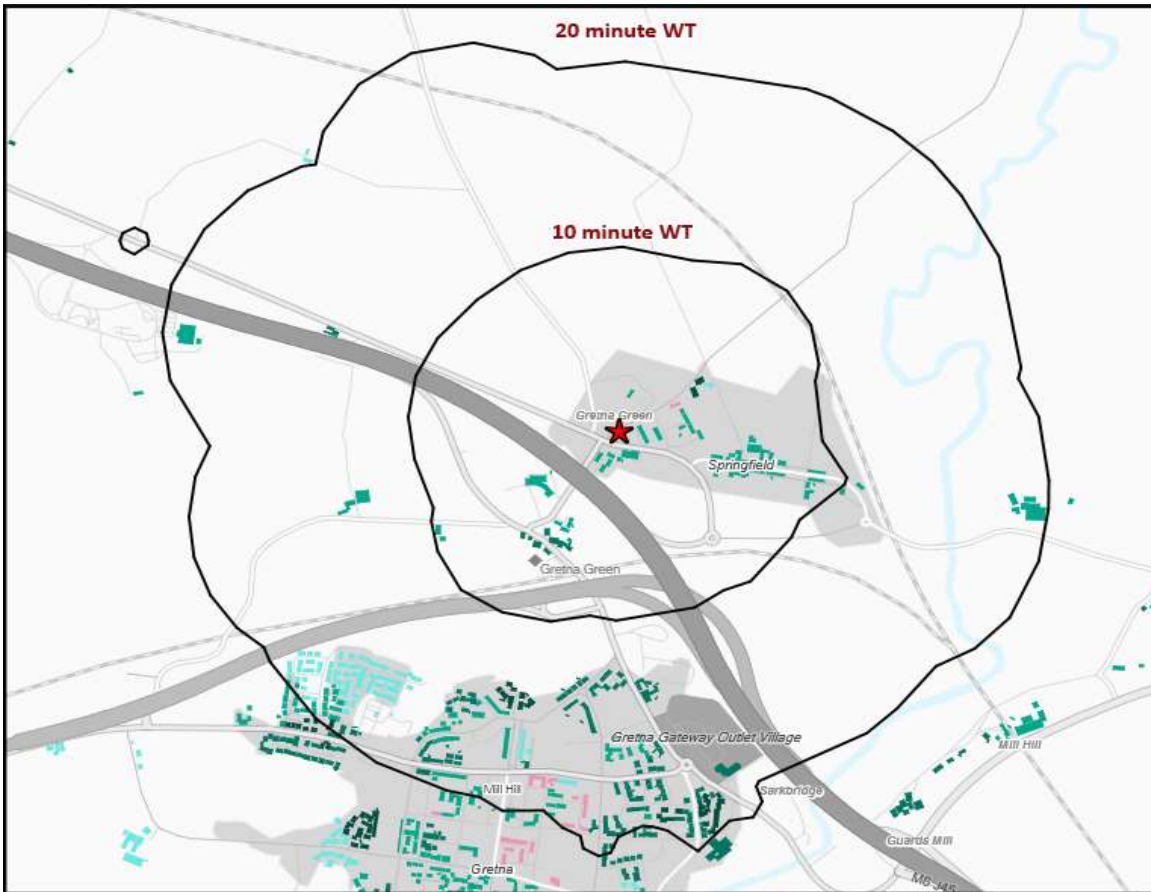 20 minute WT
10 minute WT
Gretna Green
Springfield
Gretna Green
Gretna Gateway Outlet Village
Mill Hill
Mill Hill
Sarkbridge
Guards Mill
Gretna
M6 J45